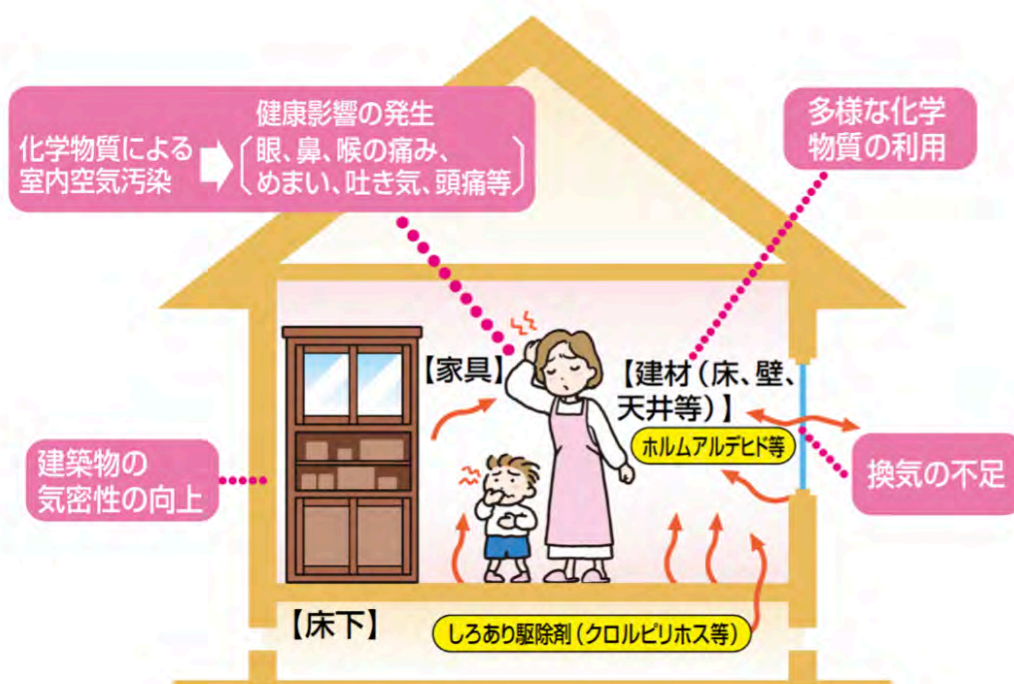 健康影響の発生
化学物質による
室内空気汚染
眼、鼻、喉の痛み、
めまい、吐き気、頭痛等
多様な化学
物質の利用
【家具】
【建材(床、壁、
天井等)】
ホルムアルデヒド等
建築物の
気密性の向上
換気の不足
【床下】
しろあり駆除剤(クロルピリホス等)